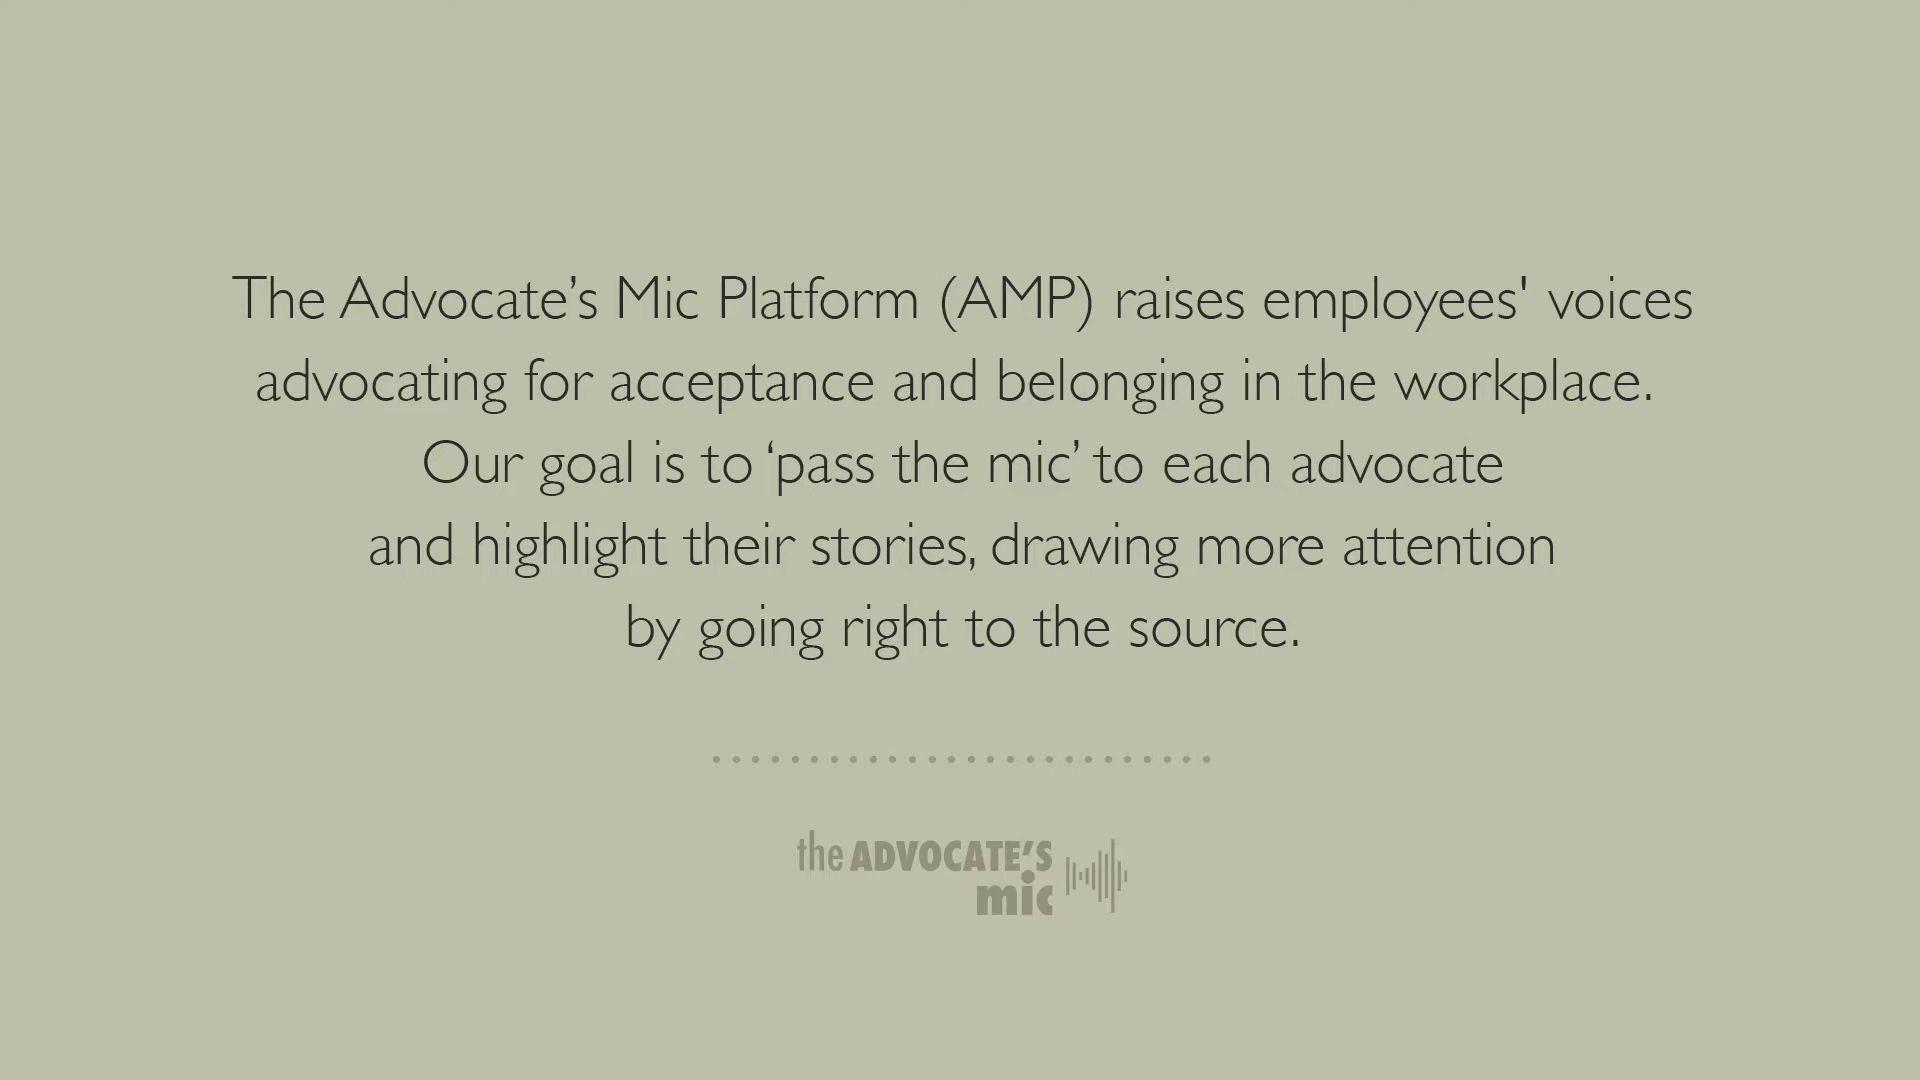 The Advocate’s Mic Platform (AMP) raises employees' voices
advocating for acceptance and belonging in the workplace.
Our goal is to ‘pass the mic’ to each advocate
and highlight their stories, drawing more attention
by going right to the source.
the ADVOCATE’S
mic